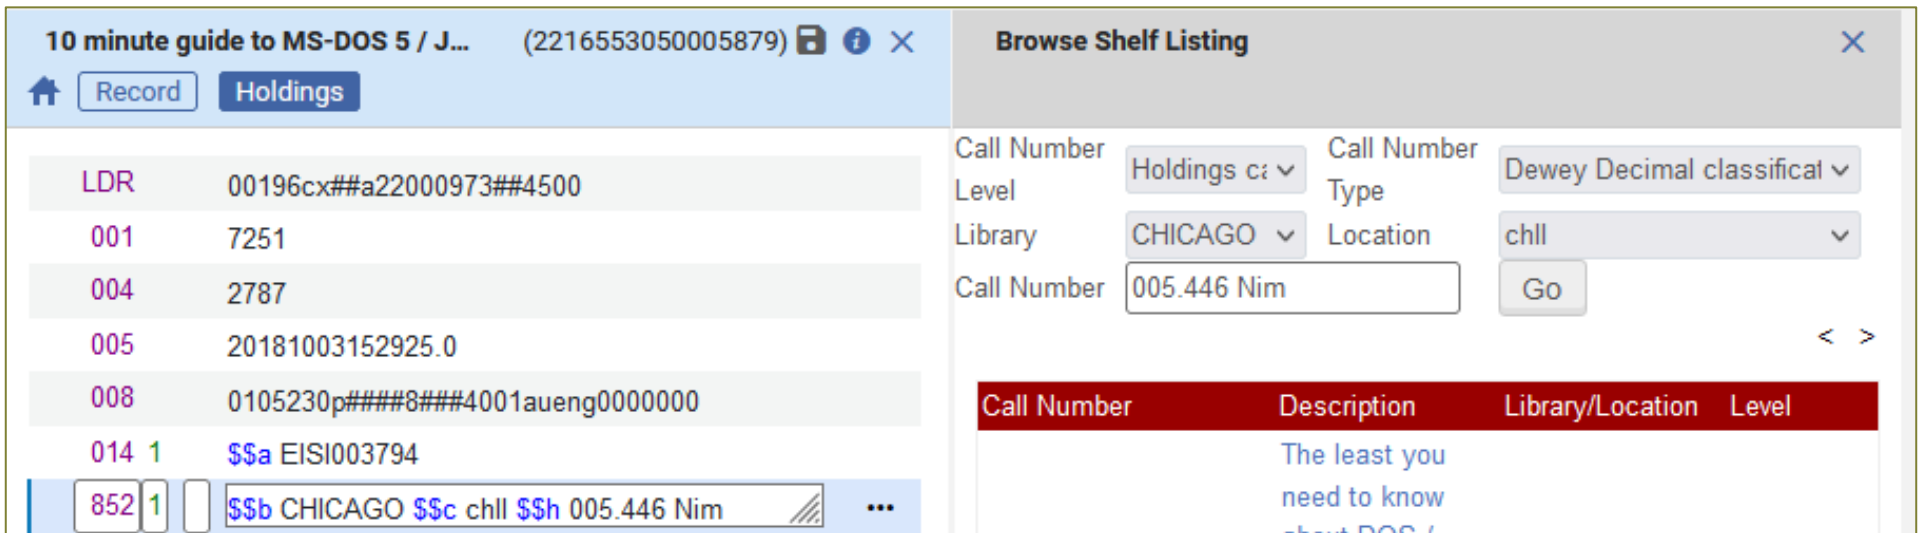 10 minute guide to MS-DOS 5 / J... (2216553050005879)
Record Holdings
LDR 00196cx##a22000973##4500
001 7251
004 2787
005 20181003152925.0
008 0105230p####8###4001aueng0000000
014 1 $$a EISI003794
852 1 $$b CHICAGO $$c chll $$h 005.446 Nim ...
Browse Shelf Listing
Call Number Level Holdings ca Call Number Type Dewey Decimal classificat
Library CHICAGO Location chll
Call Number 005.446 Nim Go
< >
Call Number Description Library/Location Level
The least you
need to know
about DOS /